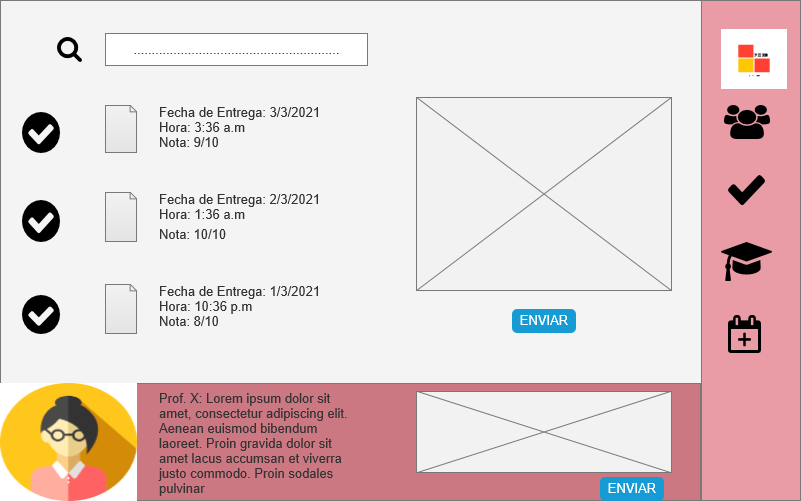 Fecha de Entrega: 3/3/2021
Hora: 3:36 a.m
Nota: 9/10
Fecha de Entrega: 2/3/2021
Hora: 1:36 a.m
Nota: 10/10
Fecha de Entrega: 1/3/2021
Hora: 10:36 p.m
Nota: 8/10
ENVIAR
Prof. X: Lorem ipsum dolor sit
amet, consectetur adipiscing elit.
Aenean euismod bibendum
laoreet. Proin gravida dolor sit
amet lacus accumsan et viverra
justo commodo. Proin sodales
pulvinar
ENVIAR